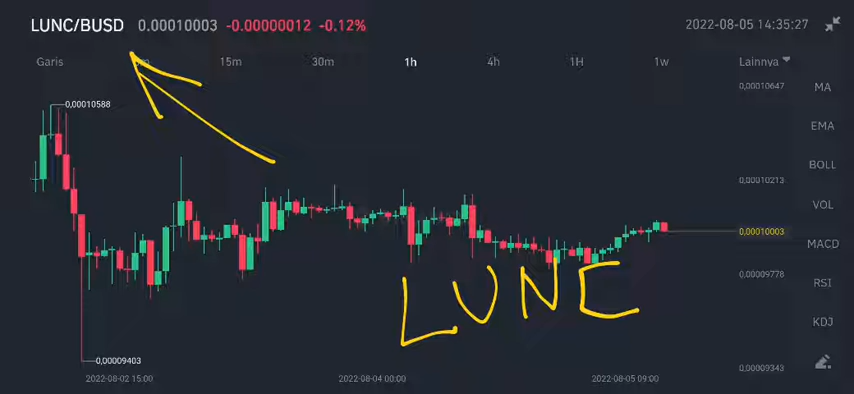 LUNC/BUSD 0.00010003 -0.00000012 -0.12% 2022-08-05 14:35:27
Garis 15m 30m 1h 4h 1H 1w Lainnya
0,00010647
MA
0,00010588
EMA
BOLL
0,00010213
VOL
0,00010003
MACD
0,00009778
RSI
LUNC
KDJ
0,00009403
0,00009343
2022-08-02 15:00 2022-08-04 00:00 2022-08-05 09:00